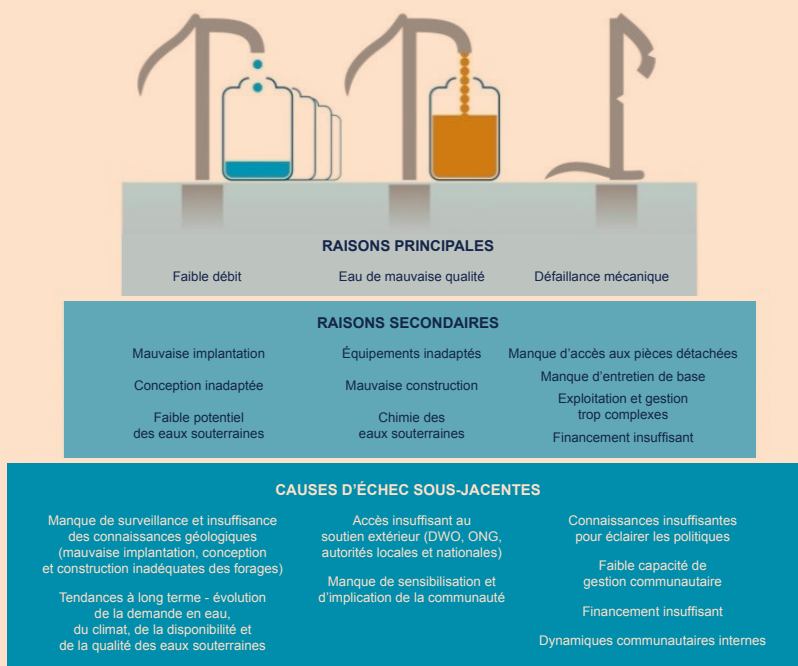 RAISONS PRINCIPALES
Faible débit
Eau de mauvaise qualité
Défaillance mécanique
RAISONS SECONDAIRES
Mauvaise implantation
Conception inadaptée
Faible potentiel
des eaux souterraines
Équipements inadaptés
Mauvaise construction
Chimie des
eaux souterraines
Manque d’accès aux pièces détachées
Manque d’entretien de base
Exploitation et gestion
trop complexes
Financement insuffisant
CAUSES D’ÉCHEC SOUS-JACENTES
Manque de surveillance et insuffisance
des connaissances géologiques
(mauvaise implantation, conception
et construction inadéquates des forages)
Tendances à long terme - évolution
de la demande en eau,
du climat, de la disponibilité et
de la qualité des eaux souterraines
Accès insuffisant au
soutien extérieur (DWO, ONG,
autorités locales et nationales)
Manque de sensibilisation et
d’implication de la communauté
Connaissances insuffisantes
pour éclairer les politiques
Faible capacité de
gestion communautaire
Financement insuffisant
Dynamiques communautaires internes